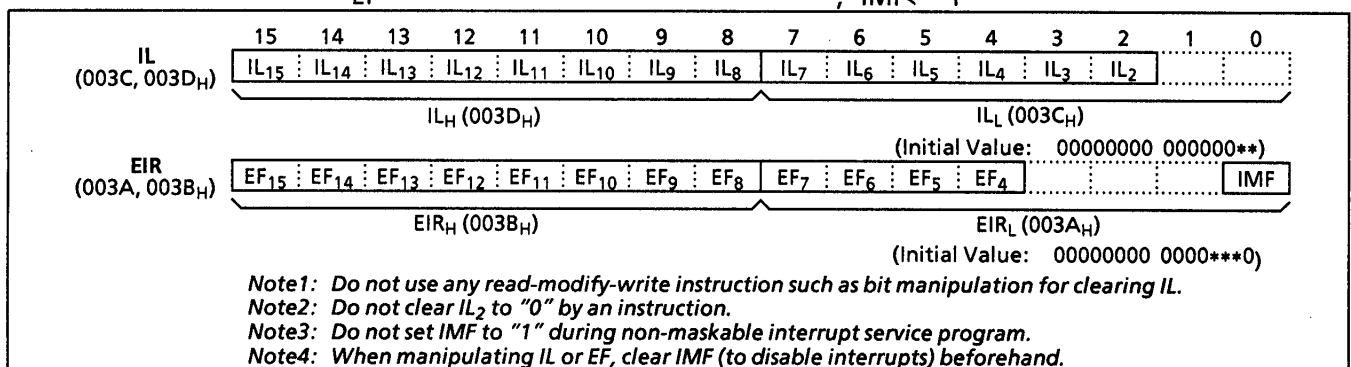 15 14 13 12 11 10 9 8 7 6 5 4 3 2 1 0
IL
(003C, 003DH)
IL15 IL14 IL13 IL12 IL11 IL10 IL9 IL8 IL7 IL6 IL5 IL4 IL3 IL2
ILH (003DH) ILL (003CH)
(Initial Value: 00000000 000000**)
EIR
(003A, 003BH)
EF15 EF14 EF13 EF12 EF11 EF10 EF9 EF8 EF7 EF6 EF5 EF4 IMF
EIRH (003BH) EIRL (003AH)
(Initial Value: 00000000 0000***0)
Note1: Do not use any read-modify-write instruction such as bit manipulation for clearing IL.
Note2: Do not clear IL2 to "0" by an instruction.
Note3: Do not set IMF to "1" during non-maskable interrupt service program.
Note4: When manipulating IL or EF, clear IMF (to disable interrupts) beforehand.